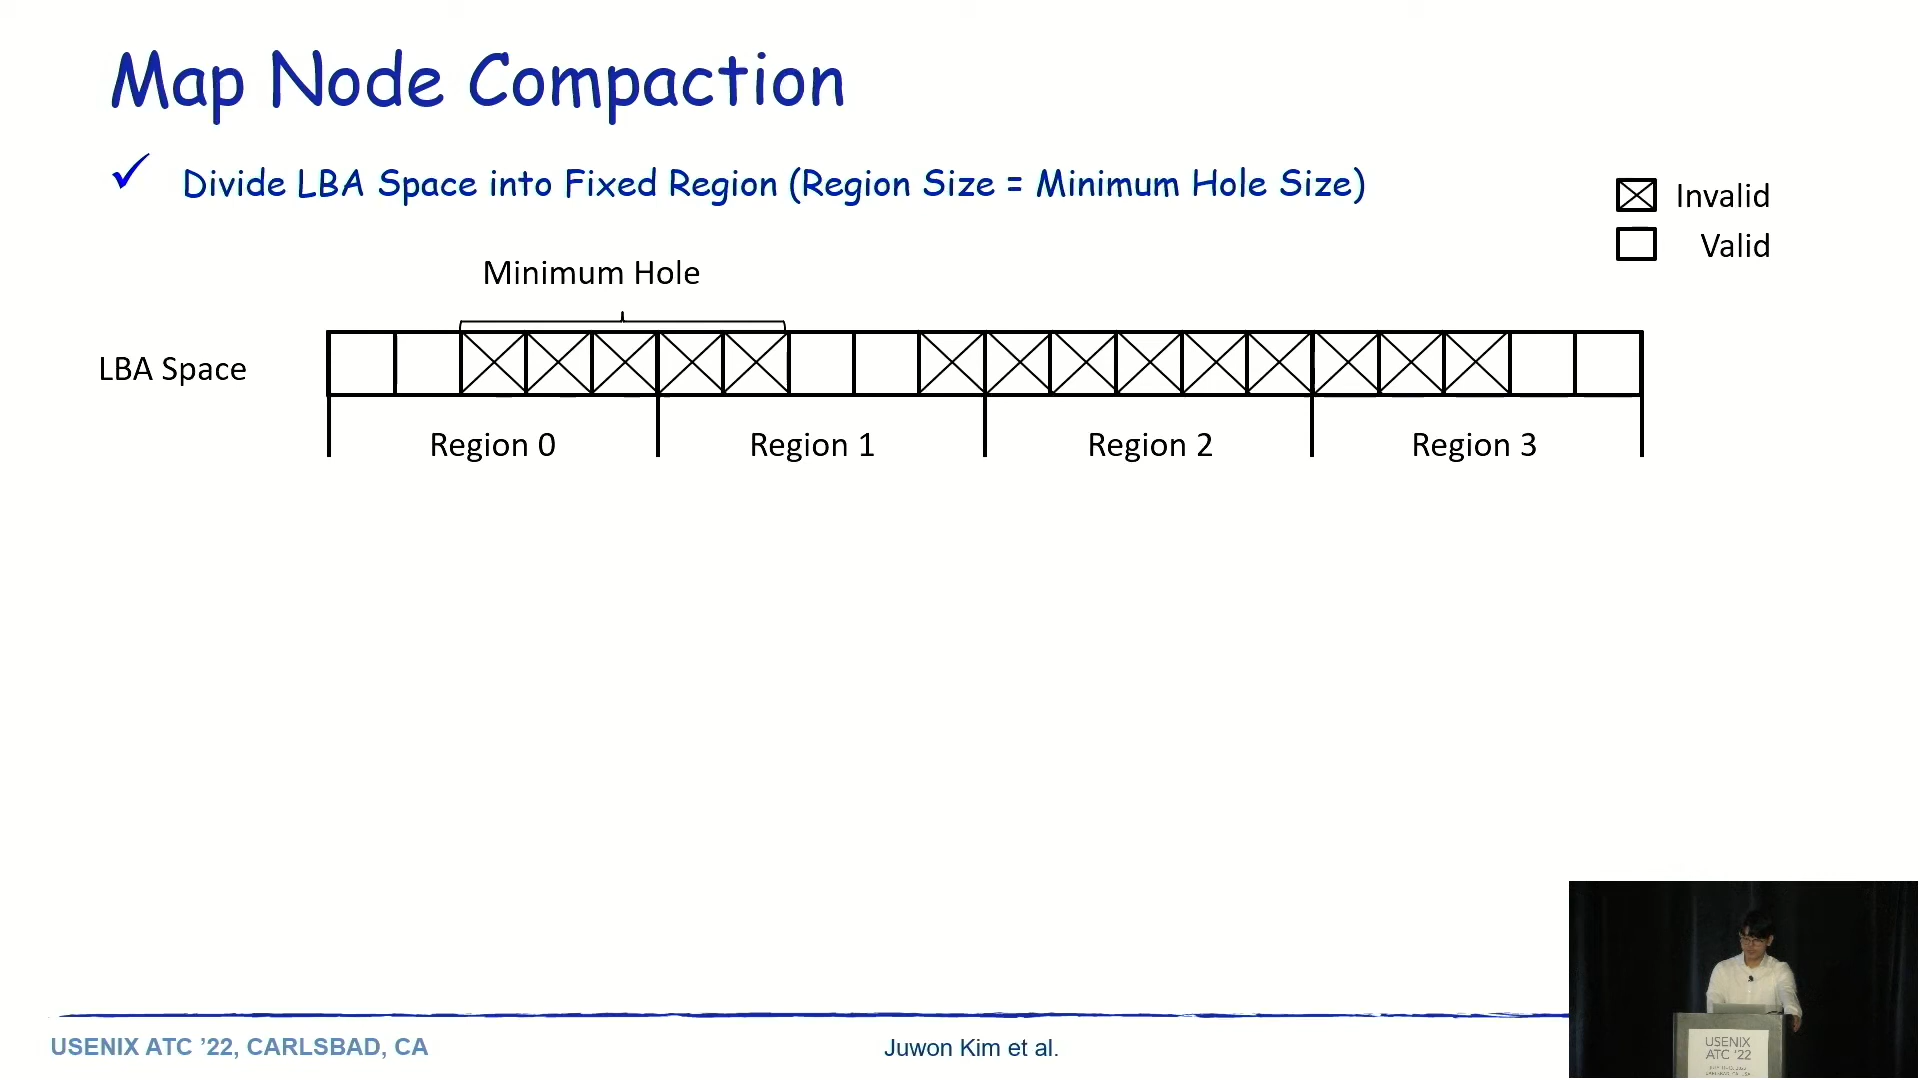 Map Node Compaction
✓ Divide LBA Space into Fixed Region (Region Size = Minimum Hole Size)
Invalid
Valid
Minimum Hole
LBA Space
Region 0 Region 1 Region 2 Region 3
USENIX ATC ’22, CARLSBAD, CA
Juwon Kim et al.
USENIX
ATC '22